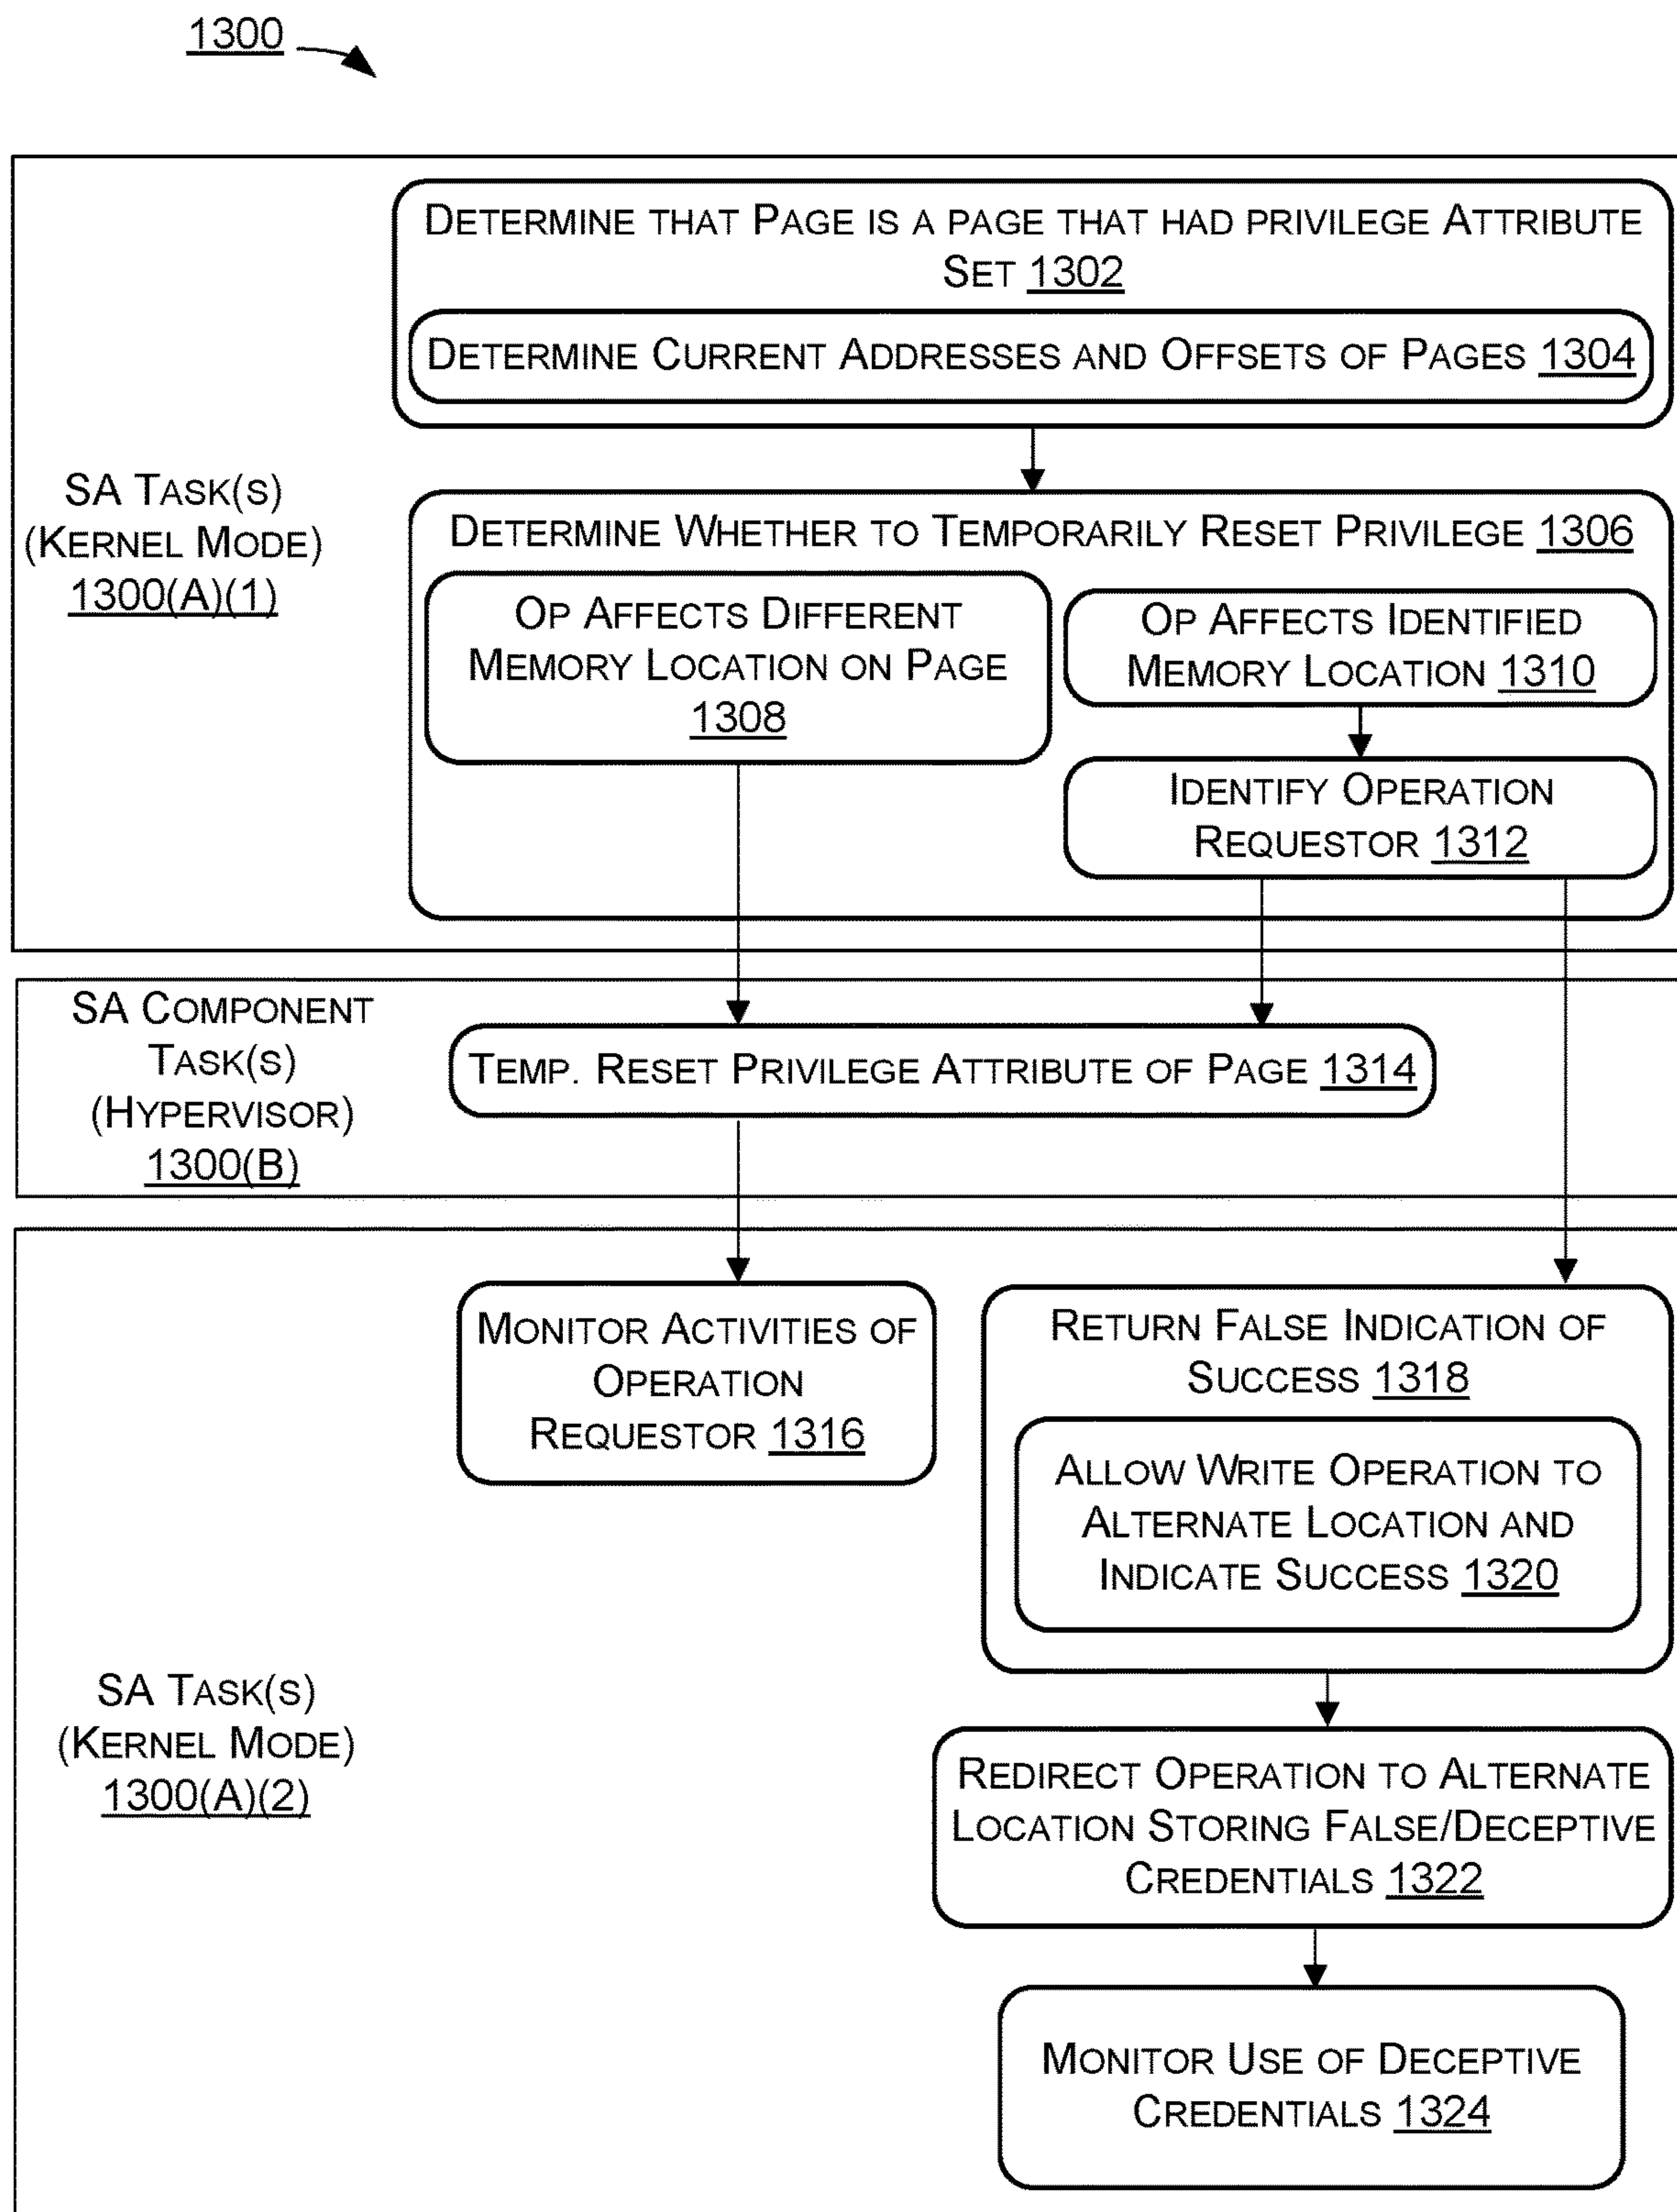 1300
DETERMINE THAT PAGE IS A PAGE THAT HAD PRIVILEGE ATTRIBUTE
SET 1302
DETERMINE CURRENT ADDRESSES AND OFFSETS OF PAGES 1304
SA TASK(S)
(KERNEL MODE)
1300(A)(1)
DETERMINE WHETHER TO TEMPORARILY RESET PRIVILEGE 1306
OP AFFECTS DIFFERENT
MEMORY LOCATION ON PAGE
1308
OP AFFECTS IDENTIFIED
MEMORY LOCATION 1310
IDENTIFY OPERATION
REQUESTOR 1312
SA COMPONENT
TASK(S)
(HYPERVISOR)
1300(B)
TEMP. RESET PRIVILEGE ATTRIBUTE OF PAGE 1314
MONITOR ACTIVITIES OF
OPERATION
REQUESTOR 1316
RETURN FALSE INDICATION OF
SUCCESS 1318
ALLOW WRITE OPERATION TO
ALTERNATE LOCATION AND
INDICATE SUCCESS 1320
SA TASK(S)
(KERNEL MODE)
1300(A)(2)
REDIRECT OPERATION TO ALTERNATE
LOCATION STORING FALSE/DECEPTIVE
CREDENTIALS 1322
MONITOR USE OF DECEPTIVE
CREDENTIALS 1324